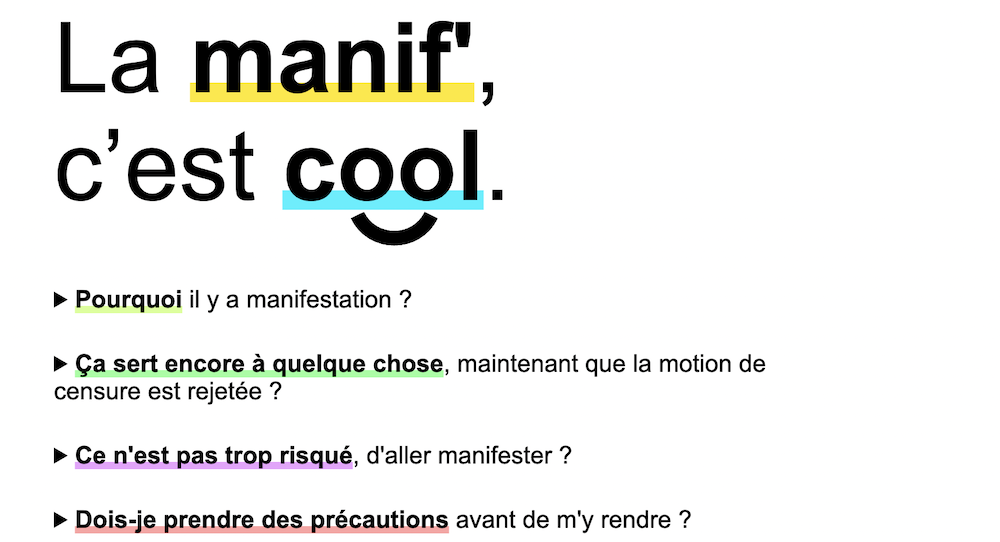 La manif',
c’est cool.
▶ Pourquoi il y a manifestation ?
▶ Ça sert encore à quelque chose, maintenant que la motion de
censure est rejetée ?
▶ Ce n'est pas trop risqué, d'aller manifester ?
▶ Dois-je prendre des précautions avant de m'y rendre ?